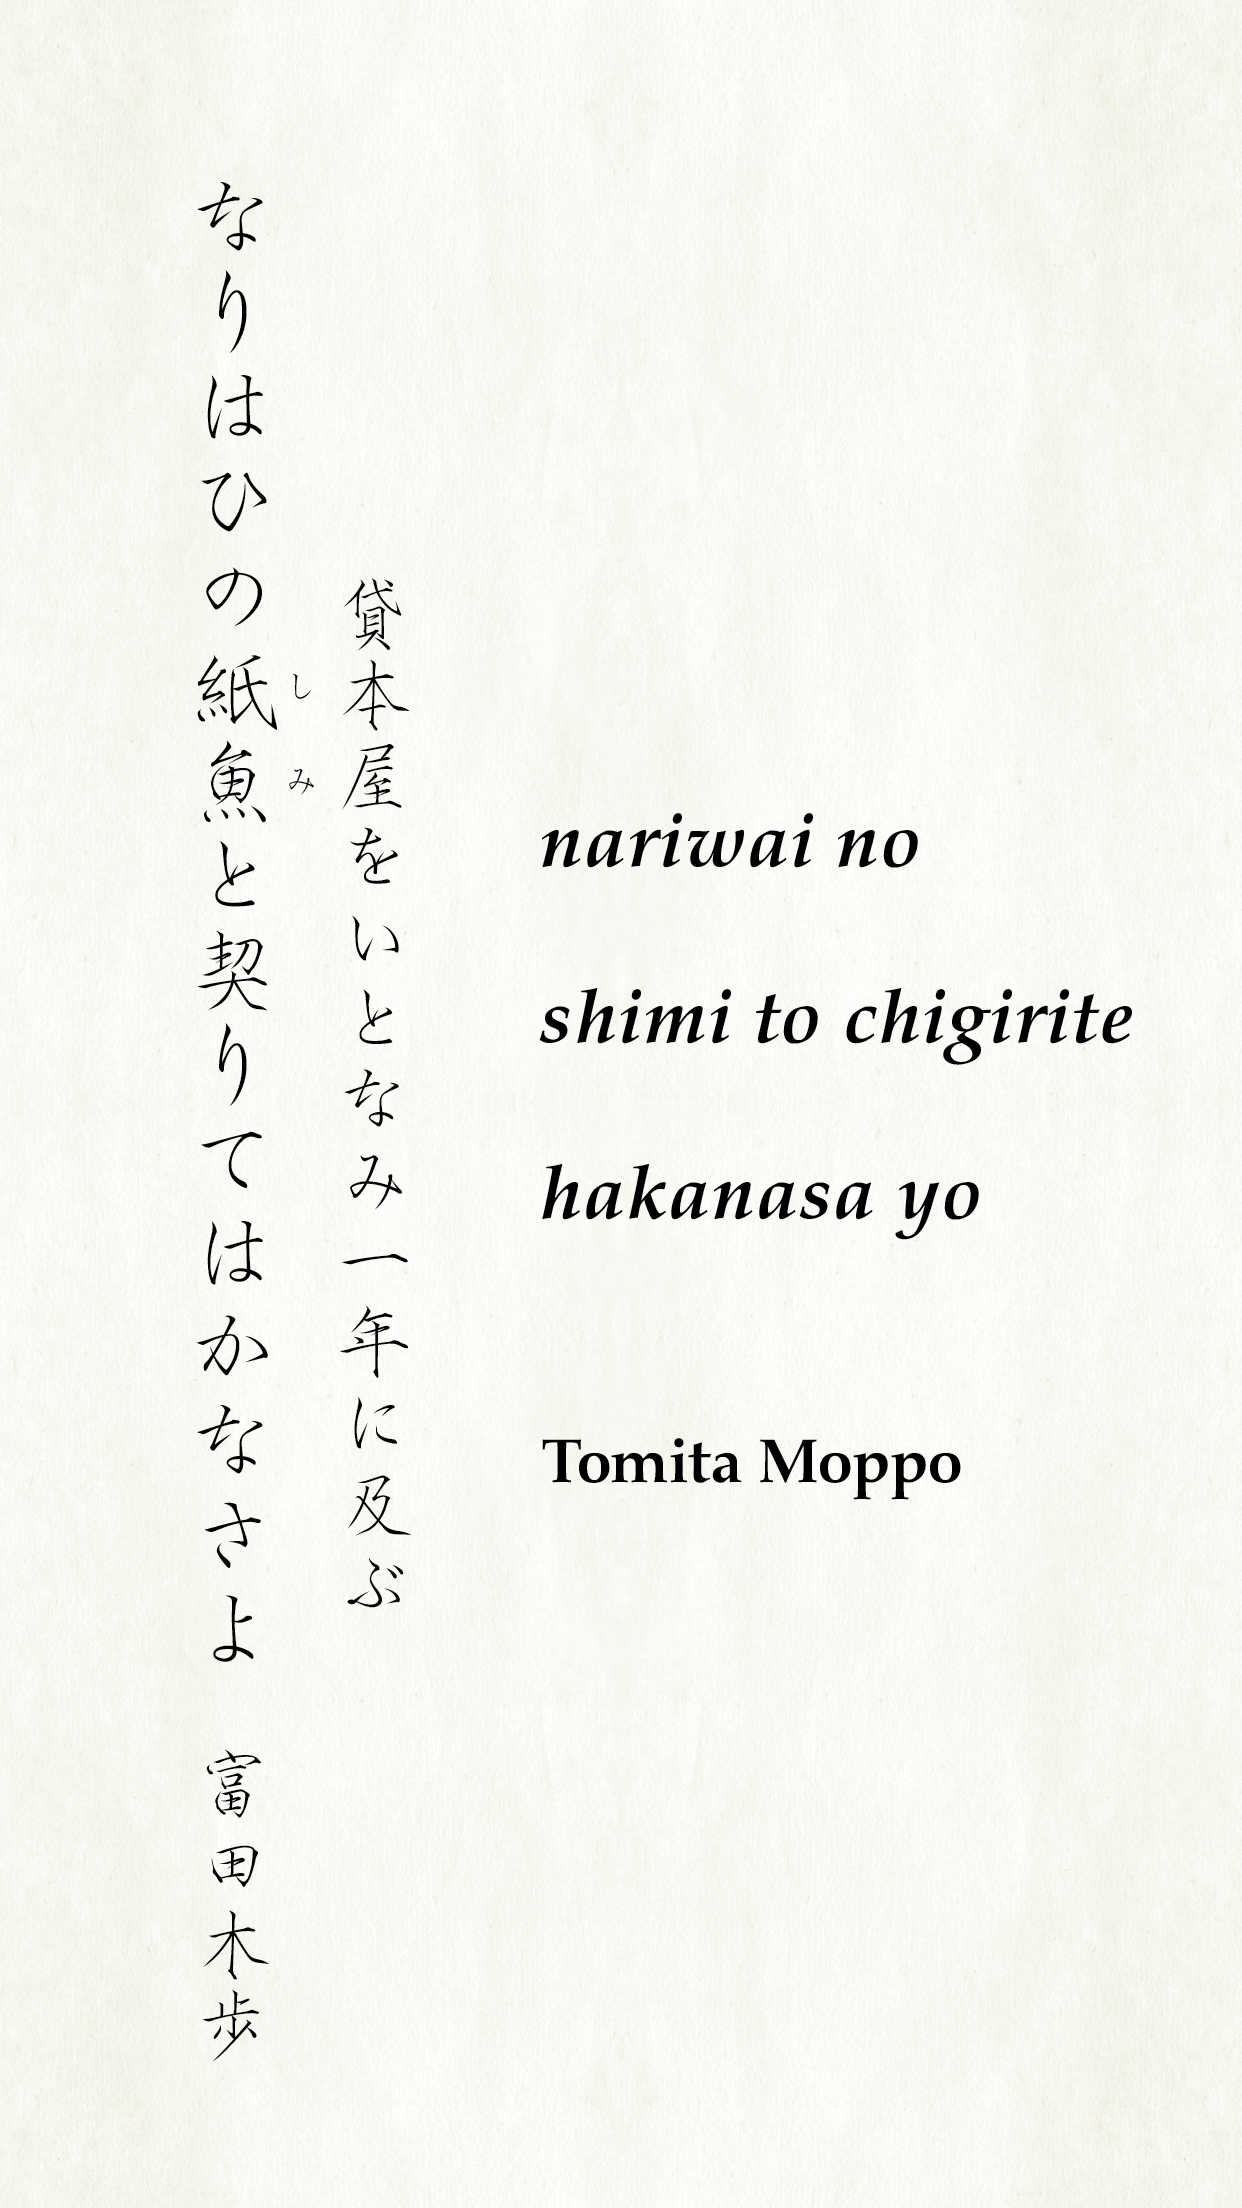 貸本屋をいとなみ一年に及ぶ
なりはひの紙魚と契りてはかなさよ 富田木歩
しみ
nariwai no
shimi to chigirite
hakanasa yo
Tomita Moppo